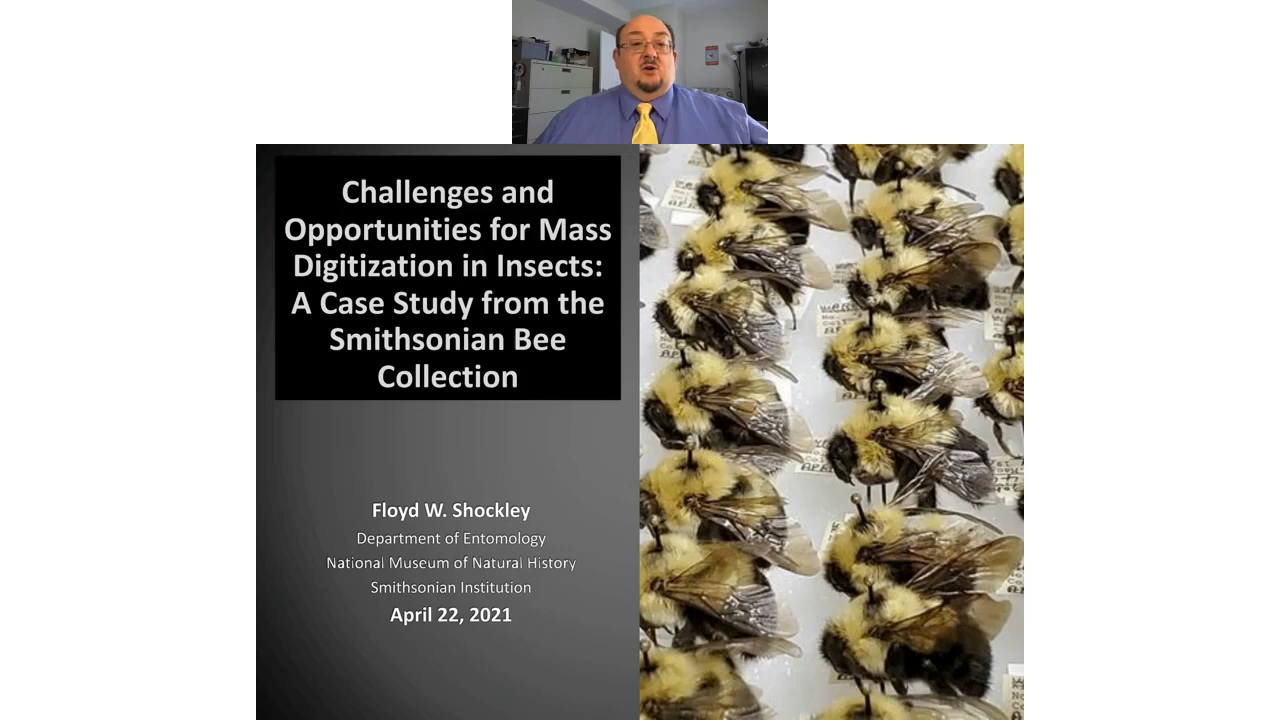 Challenges and
Opportunities for Mass
Digitization in Insects:
A Case Study from the
Smithsonian Bee
Collection
Floyd W. Shockley
Department of Entomology
National Museum of Natural History
Smithsonian Institution
April 22, 2021